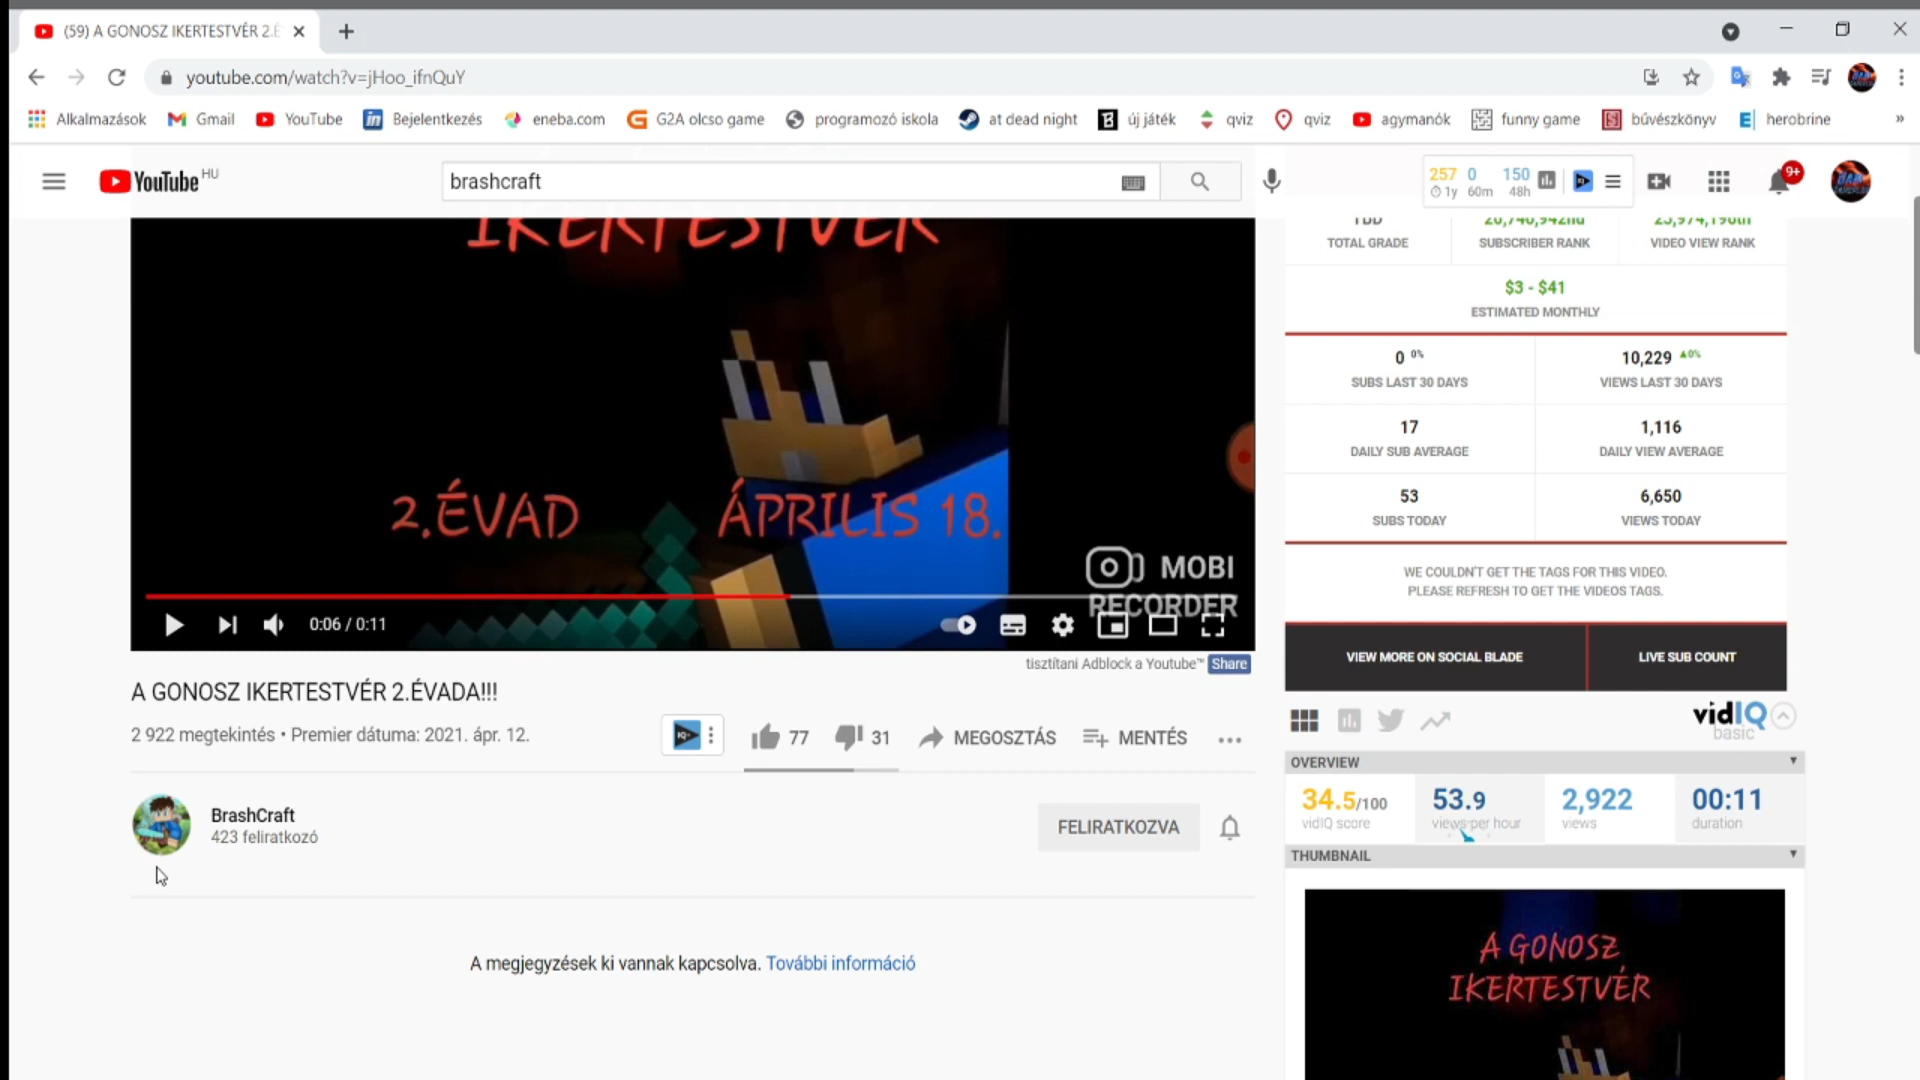 (59) A GONOSZ IKERTESTVÉR 2.É
youtube.com/watch?v=jHoo_ifnQuY
Alkalmazások Gmail YouTube Bejelentkezés eneba.com G2A olcso game programozó iskola at dead night új játék qviz qviz agymanók funny game bűvészkönyv herobrine »
YouTube HU
brashcraft
257 0 150
1y 60m 48h
9+
IKERTESTVÉR
2.ÉVAD ÁPRILIS 18.
MOBI
RECORDER
0:06 / 0:11
tisztítani Adblock a Youtube™ Share
A GONOSZ IKERTESTVÉR 2.ÉVADA!!!
2 922 megtekintés • Premier dátuma: 2021. ápr. 12.
77 31 MEGOSZTÁS MENTÉS
BrashCraft
423 feliratkozó
FELIRATKOZVA
A megjegyzések ki vannak kapcsolva. További információ
TOTAL GRADE SUBSCRIBER RANK VIDEO VIEW RANK
$3 - $41
ESTIMATED MONTHLY
0 0% 10,229 ▲0%
SUBS LAST 30 DAYS VIEWS LAST 30 DAYS
17 1,116
DAILY SUB AVERAGE DAILY VIEW AVERAGE
53 6,650
SUBS TODAY VIEWS TODAY
WE COULDN'T GET THE TAGS FOR THIS VIDEO.
PLEASE REFRESH TO GET THE VIDEOS TAGS.
VIEW MORE ON SOCIAL BLADE LIVE SUB COUNT
vidIQ
basic
OVERVIEW
34.5/100 53.9 2,922 00:11
vidIQ score views per hour views duration
THUMBNAIL
A GONOSZ
IKERTESTVÉR